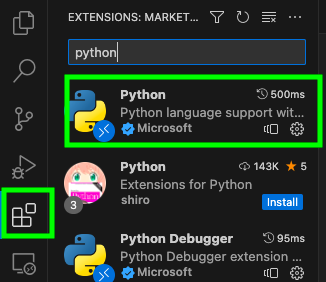 EXTENSIONS: MARKET...
python
Python
500ms
Python language support wit...
Microsoft
Python
143K
5
Extensions for Python
shiro
Install
3
Python Debugger
95ms
Python Debugger extension ...
Microsoft